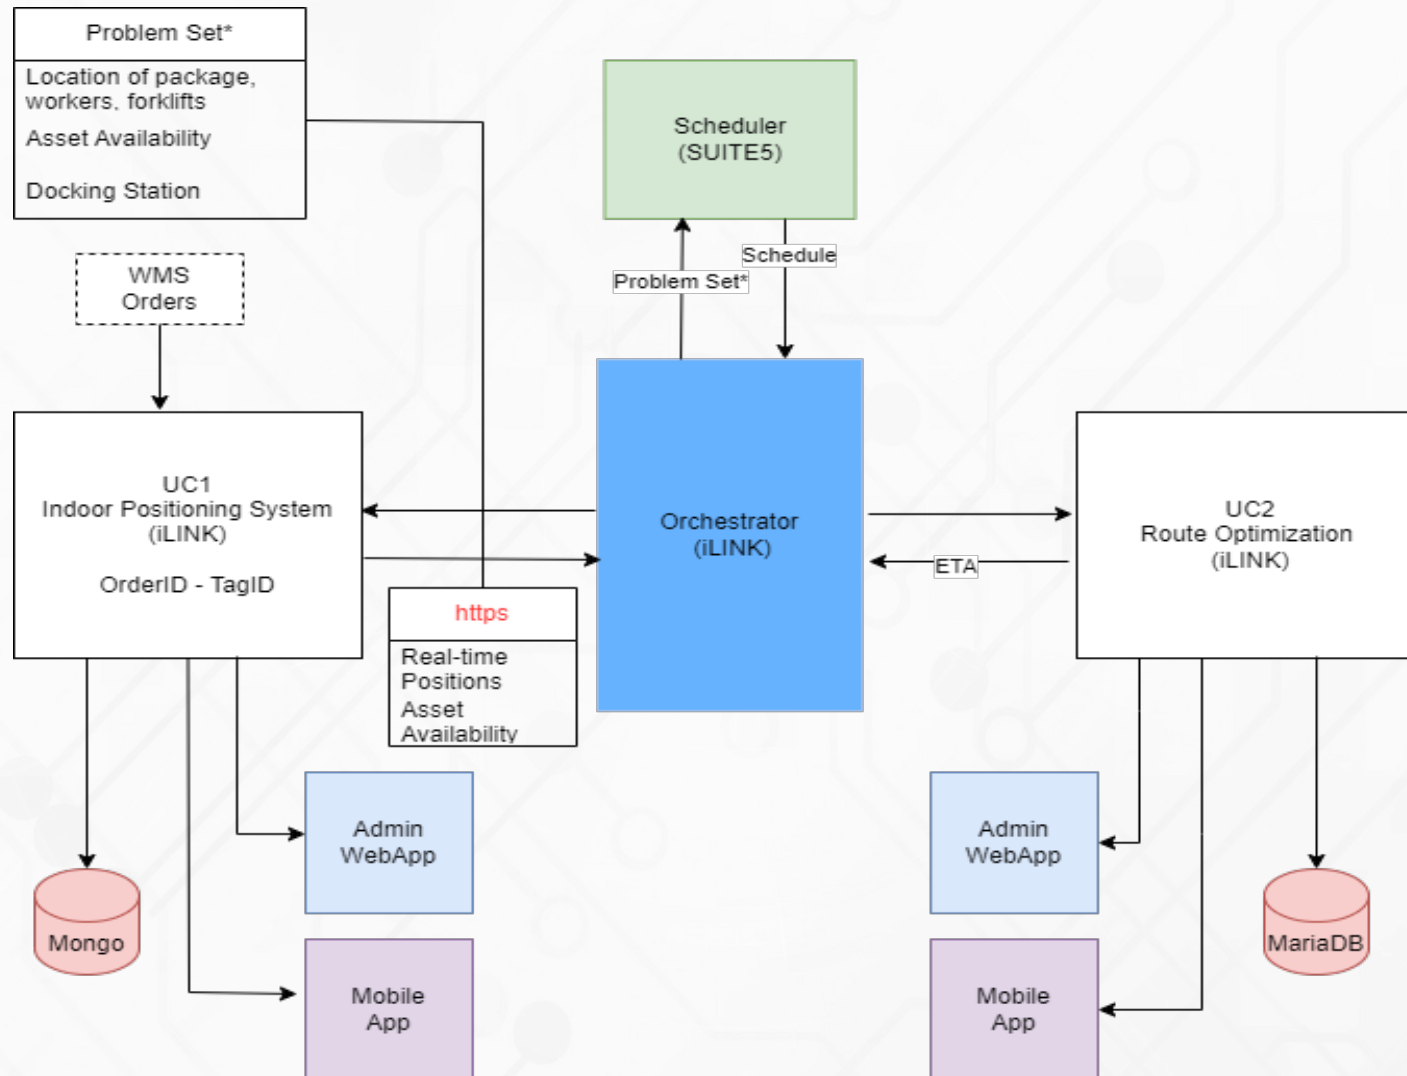 Problem Set*
Location of package,
workers, forklifts
Asset Availability
Docking Station
WMS
Orders
Scheduler
(SUITE5)
Problem Set*
Schedule
UC1
Indoor Positioning System
(iLINK)
OrderID - TagID
Orchestrator
(iLINK)
UC2
Route Optimization
(iLINK)
ETA
https
Real-time
Positions
Asset
Availability
Admin
WebApp
Mobile
App
Mongo
Admin
WebApp
Mobile
App
MariaDB